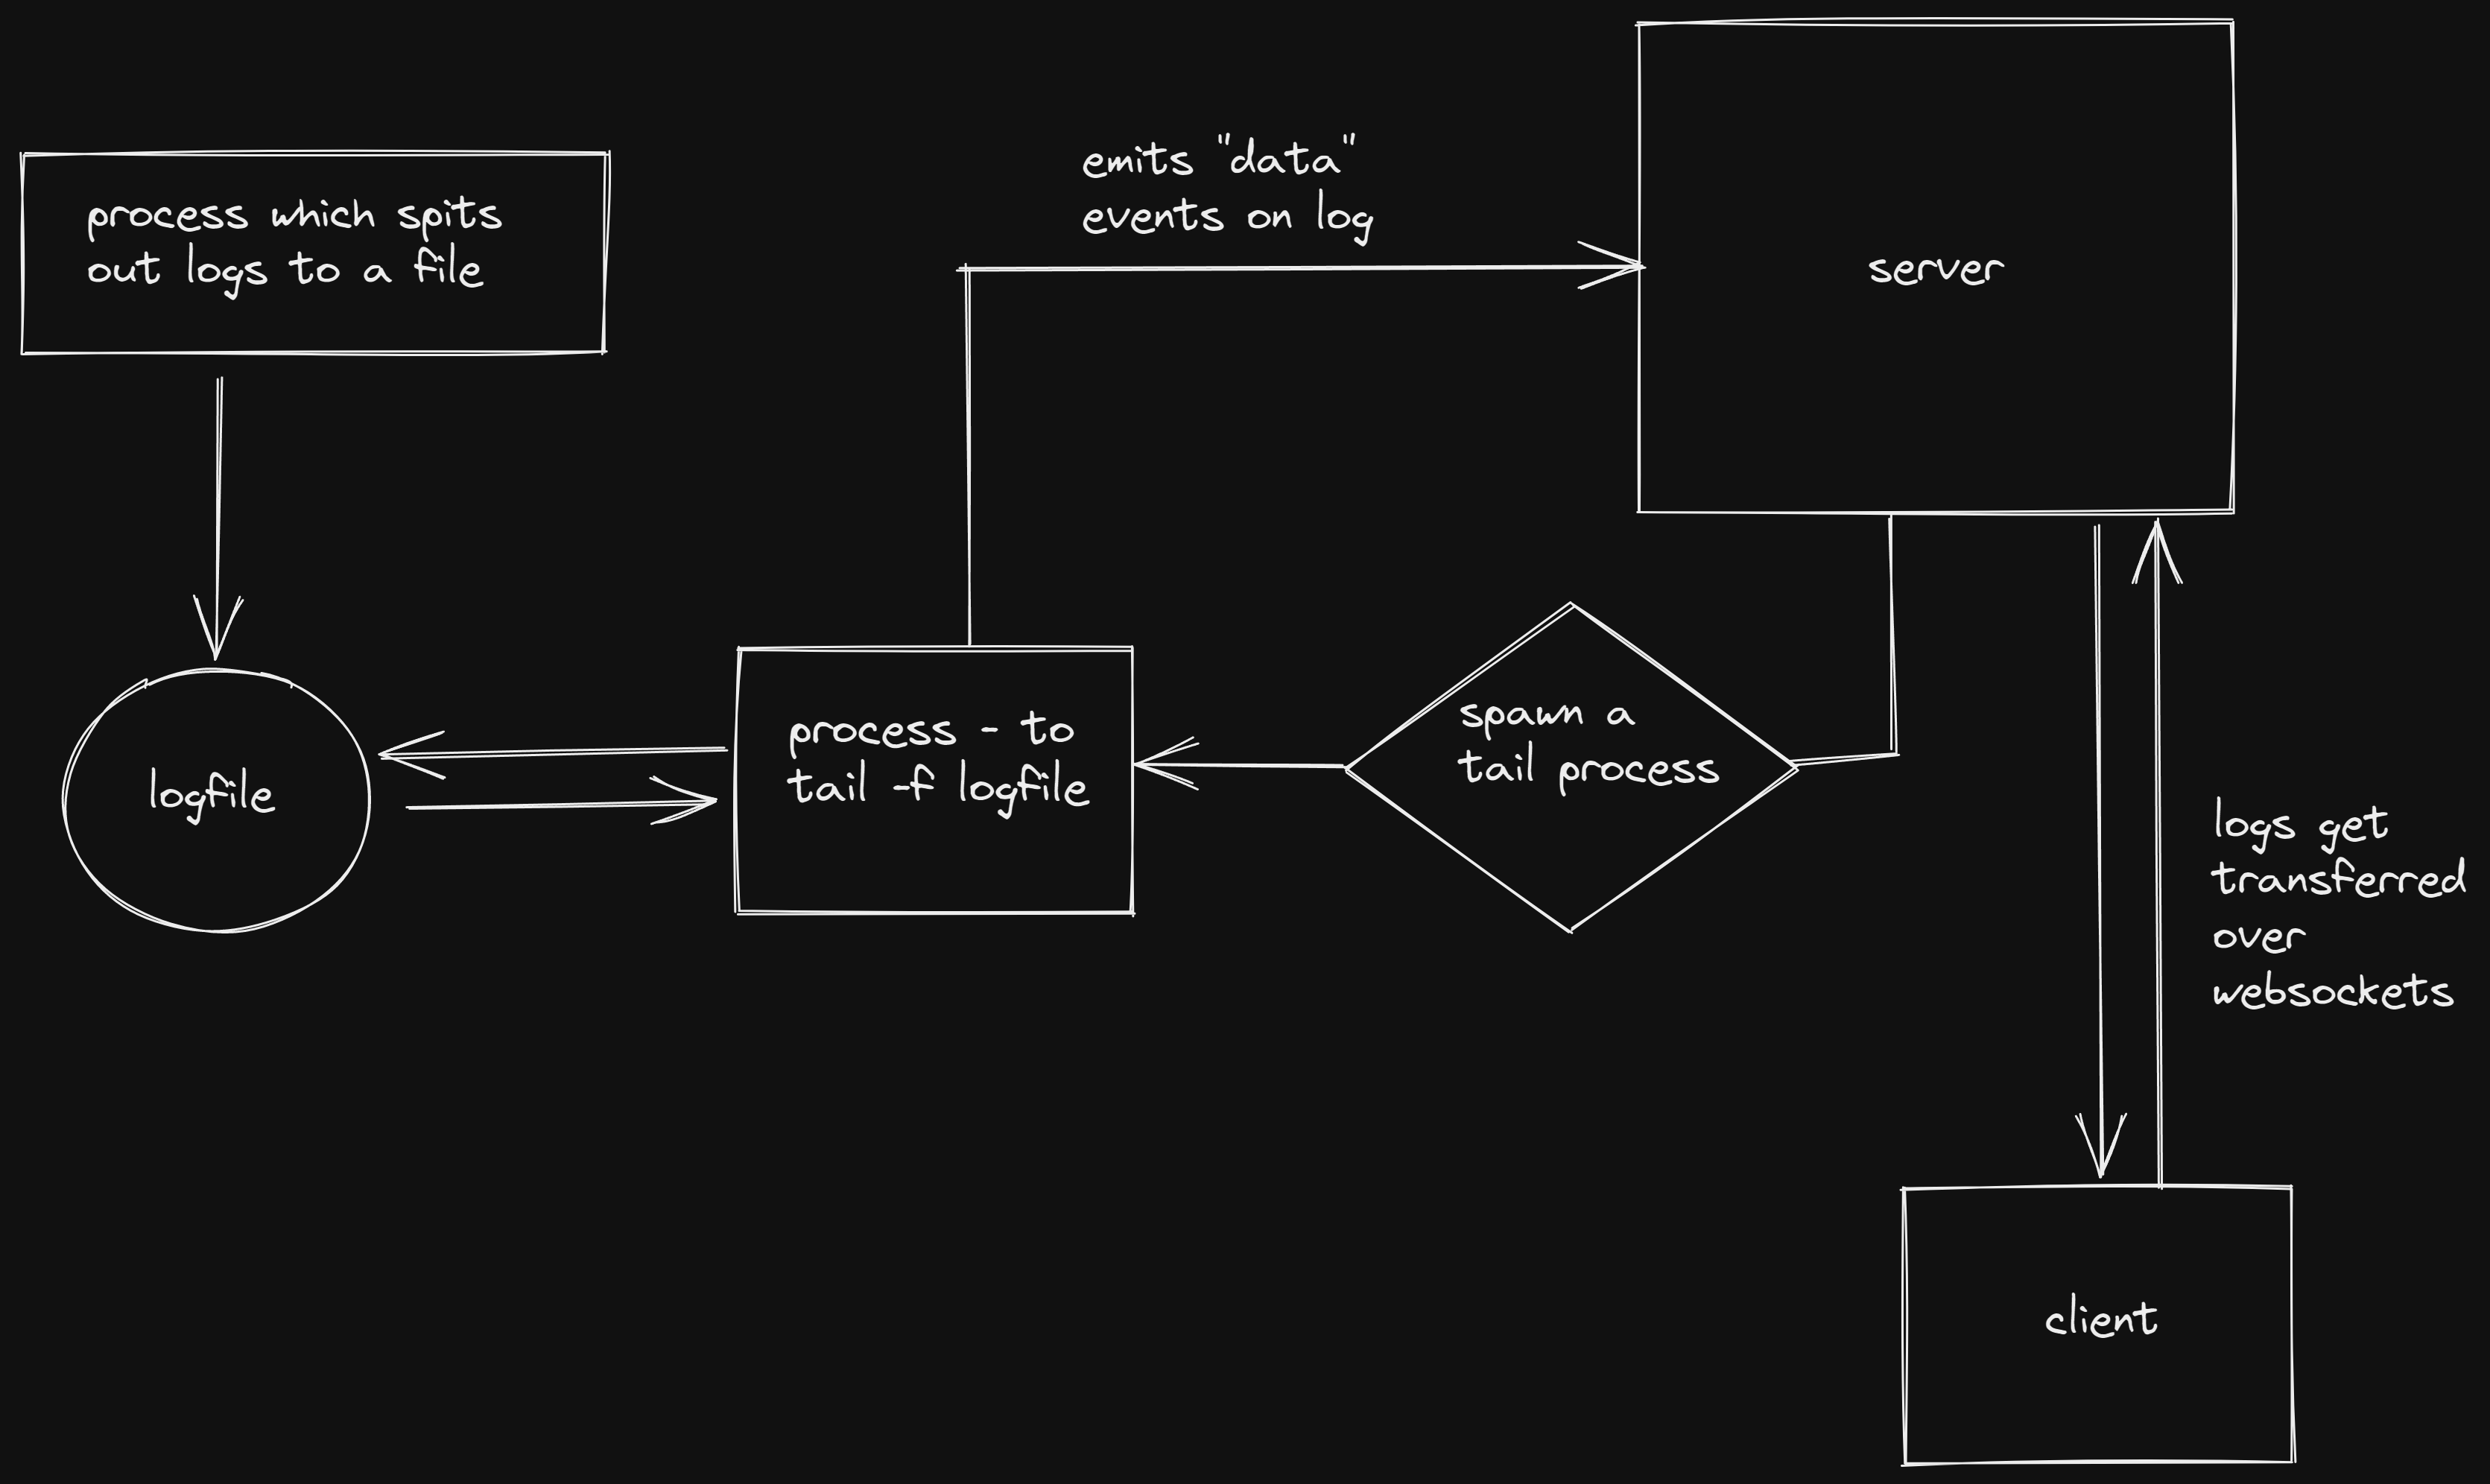 process which spits
out logs to a file
emits "data"
events on log
server
logfile
process - to
tail -f logfile
spawn a
tail process
logs get
transferred
over
websockets
client